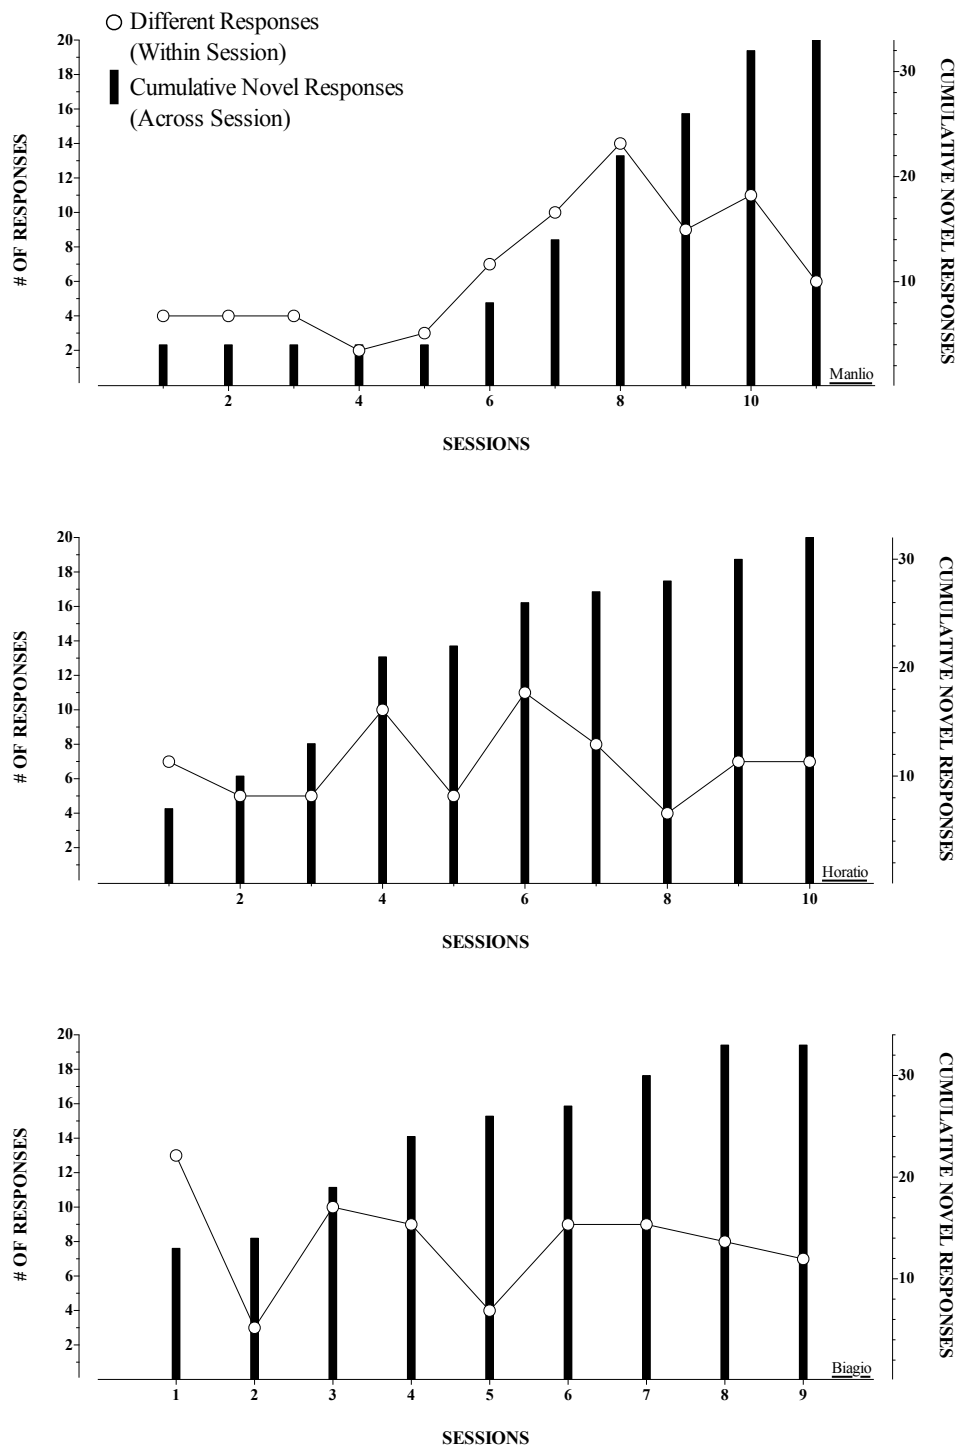 Different Responses
(Within Session)
Cumulative Novel Responses
(Across Session)
# OF RESPONSES
20
18
16
14
12
10
8
6
4
2
CUMULATIVE NOVEL RESPONSES
30
20
10
Manlio
2 4 6 8 10
SESSIONS
# OF RESPONSES
20
18
16
14
12
10
8
6
4
2
CUMULATIVE NOVEL RESPONSES
30
20
10
Horatio
2 4 6 8 10
SESSIONS
# OF RESPONSES
20
18
16
14
12
10
8
6
4
2
CUMULATIVE NOVEL RESPONSES
30
20
10
Biagio
1 2 3 4 5 6 7 8 9
SESSIONS